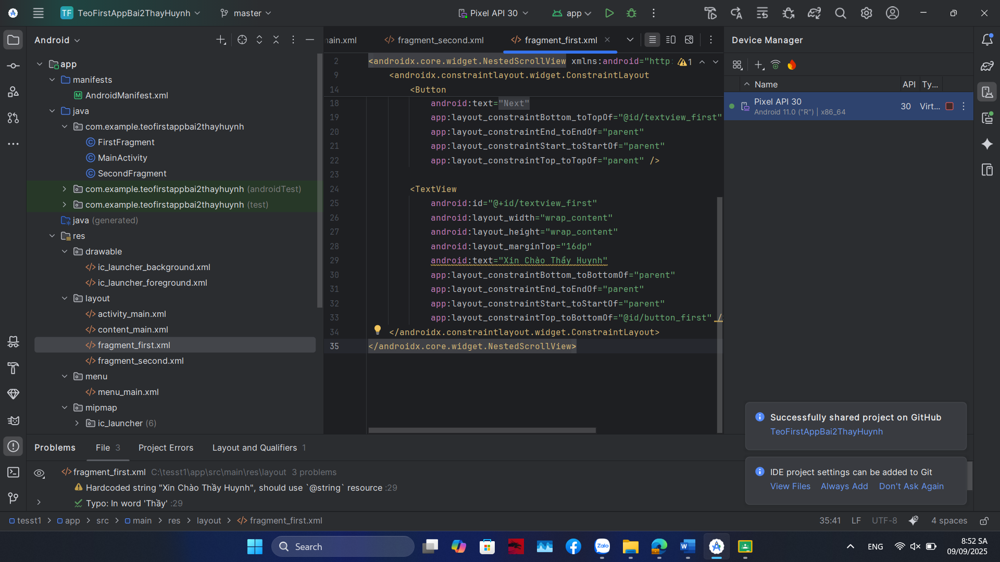 TF TeoFirstAppBai2ThayHuynh master Pixel API 30 app
Android
app
manifests
AndroidManifest.xml
java
com.example.teofirstappbai2thayhuynh
FirstFragment
MainActivity
SecondFragment
com.example.teofirstappbai2thayhuynh (androidTest)
com.example.teofirstappbai2thayhuynh (test)
java (generated)
res
drawable
ic_launcher_background.xml
ic_launcher_foreground.xml
layout
activity_main.xml
content_main.xml
fragment_first.xml
fragment_second.xml
menu
menu_main.xml
mipmap
ic_launcher (6)
main.xml fragment_second.xml fragment_first.xml
2 <androidx.core.widget.NestedScrollView xmlns:android="http: 1
9 <androidx.constraintlayout.widget.ConstraintLayout
14 <Button
18 android:text="Next"
19 app:layout_constraintBottom_toTopOf="@id/textview_first"
20 app:layout_constraintEnd_toEndOf="parent"
21 app:layout_constraintStart_toStartOf="parent"
22 app:layout_constraintTop_toTopOf="parent" />
23
24 <TextView
25 android:id="@+id/textview_first"
26 android:layout_width="wrap_content"
27 android:layout_height="wrap_content"
28 android:layout_marginTop="16dp"
29 android:text="Xin Chào Thầy Huynh"
30 app:layout_constraintBottom_toBottomOf="parent"
31 app:layout_constraintEnd_toEndOf="parent"
32 app:layout_constraintStart_toStartOf="parent"
33 app:layout_constraintTop_toBottomOf="@id/button_first" />
34 </androidx.constraintlayout.widget.ConstraintLayout>
35 </androidx.core.widget.NestedScrollView>
Device Manager
Name API Ty...
Pixel API 30
Android 11.0 ("R") | x86_64
30 Virt...
Successfully shared project on GitHub
TeoFirstAppBai2ThayHuynh
IDE project settings can be added to Git
View Files Always Add Don't Ask Again
Problems File 3 Project Errors Layout and Qualifiers 1
fragment_first.xml C:\tesst1\app\src\main\res\layout 3 problems
Hardcoded string "Xin Chào Thầy Huynh", should use `@string` resource :29
Typo: In word 'Thầy' :29
tesst1 > app > src > main > res > layout > fragment_first.xml
35:41 LF UTF-8 4 spaces
Search
Zalo
W
ENG
8:52 SA
09/09/2025